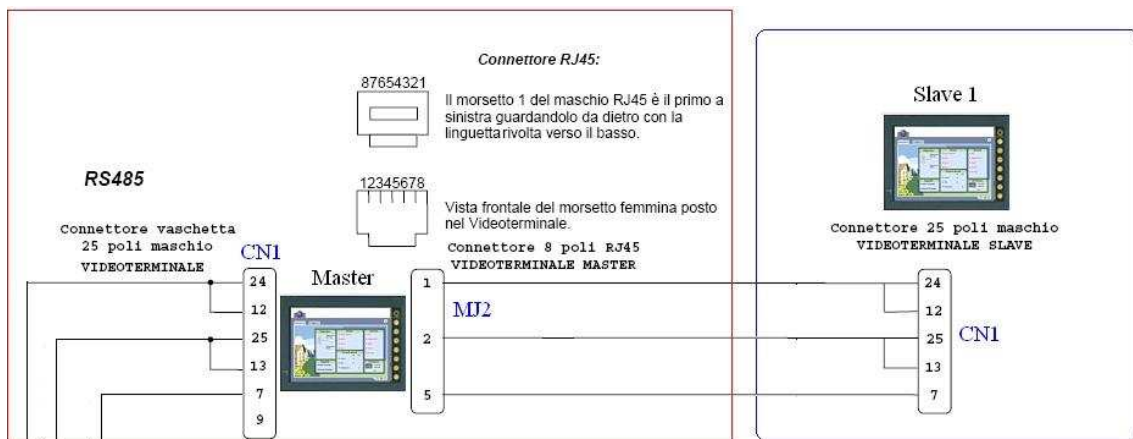 Connettore RJ45:
87654321
Il morsetto 1 del maschio RJ45 è il primo a
sinistra guardandolo da dietro con la
linguetta rivolta verso il basso.
Slave 1
RS485
12345678
Vista frontale del morsetto femmina posto
nel Videoterminale.
Connettore vaschetta
25 poli maschio
VIDEOTERMINALE
CN1
Master
Connettore 8 poli RJ45
VIDEOTERMINALE MASTER
MJ2
Connettore 25 poli maschio
VIDEOTERMINALE SLAVE
CN1
24
12
25
13
7
9
1
2
5
24
12
25
13
7